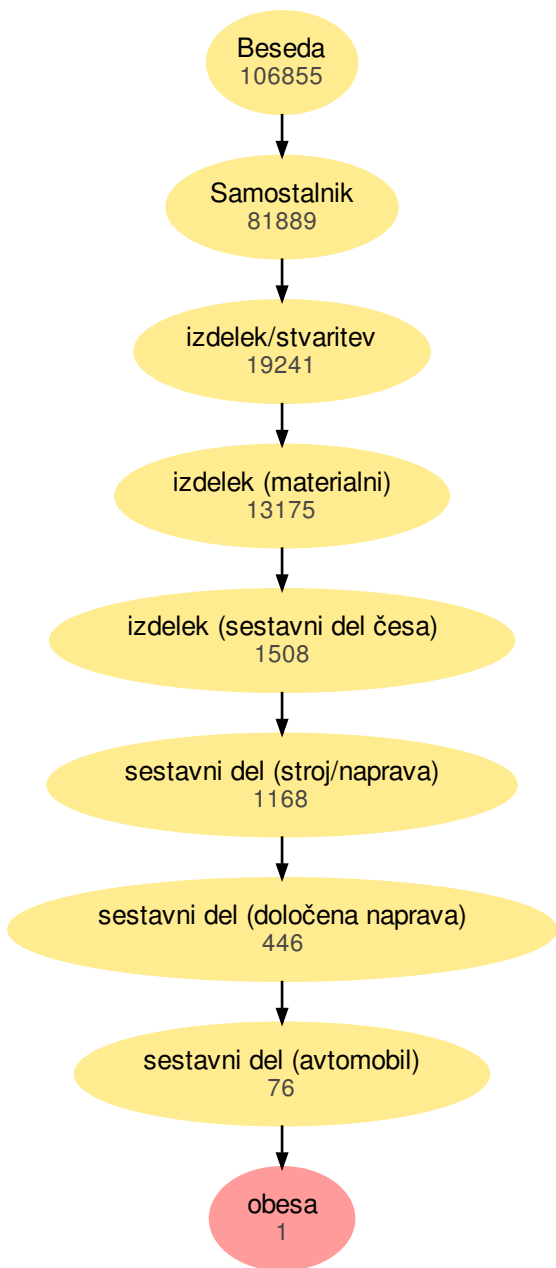 Beseda
106855
Samostalnik
81889
izdelek/stvaritev
19241
izdelek (materialni)
13175
izdelek (sestavni del česa)
1508
sestavni del (stroj/naprava)
1168
sestavni del (določena naprava)
446
sestavni del (avtomobil)
76
obesa
1